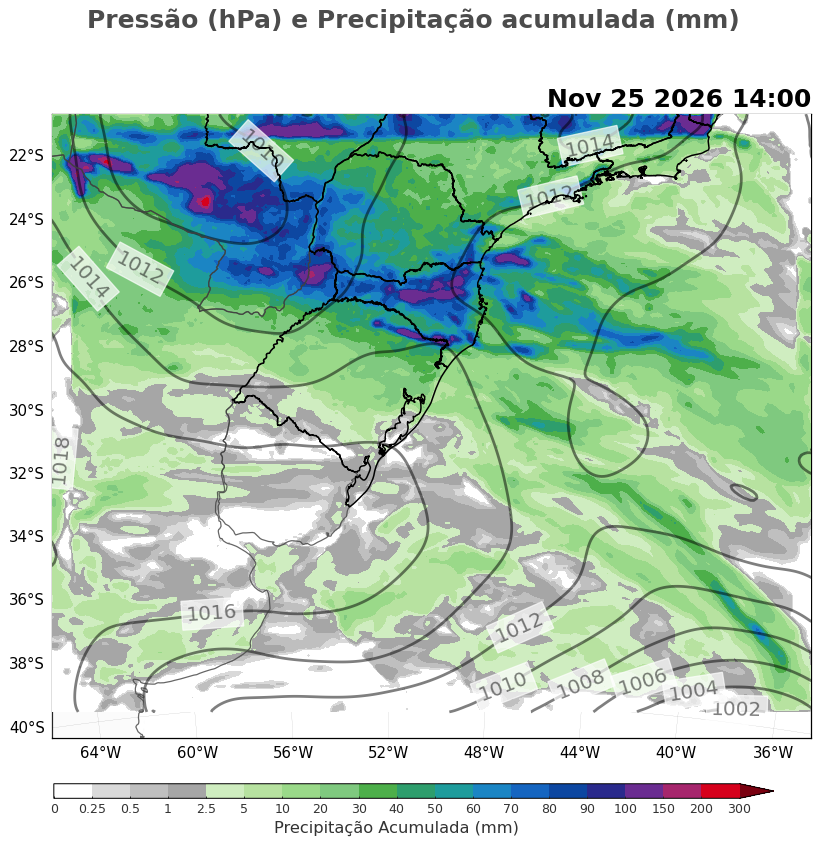 Pressão (hPa) e Precipitação acumulada (mm)
Nov 25 2026 14:00
1010
1014
1012
1012
1014
1018
1016
1012
1010
1008
1006
1004
1002
22°S
24°S
26°S
28°S
30°S
32°S
34°S
36°S
38°S
40°S
64°W 60°W 56°W 52°W 48°W 44°W 40°W 36°W
0 0.25 0.5 1 2.5 5 10 20 30 40 50 60 70 80 90 100 150 200 300
Precipitação Acumulada (mm)